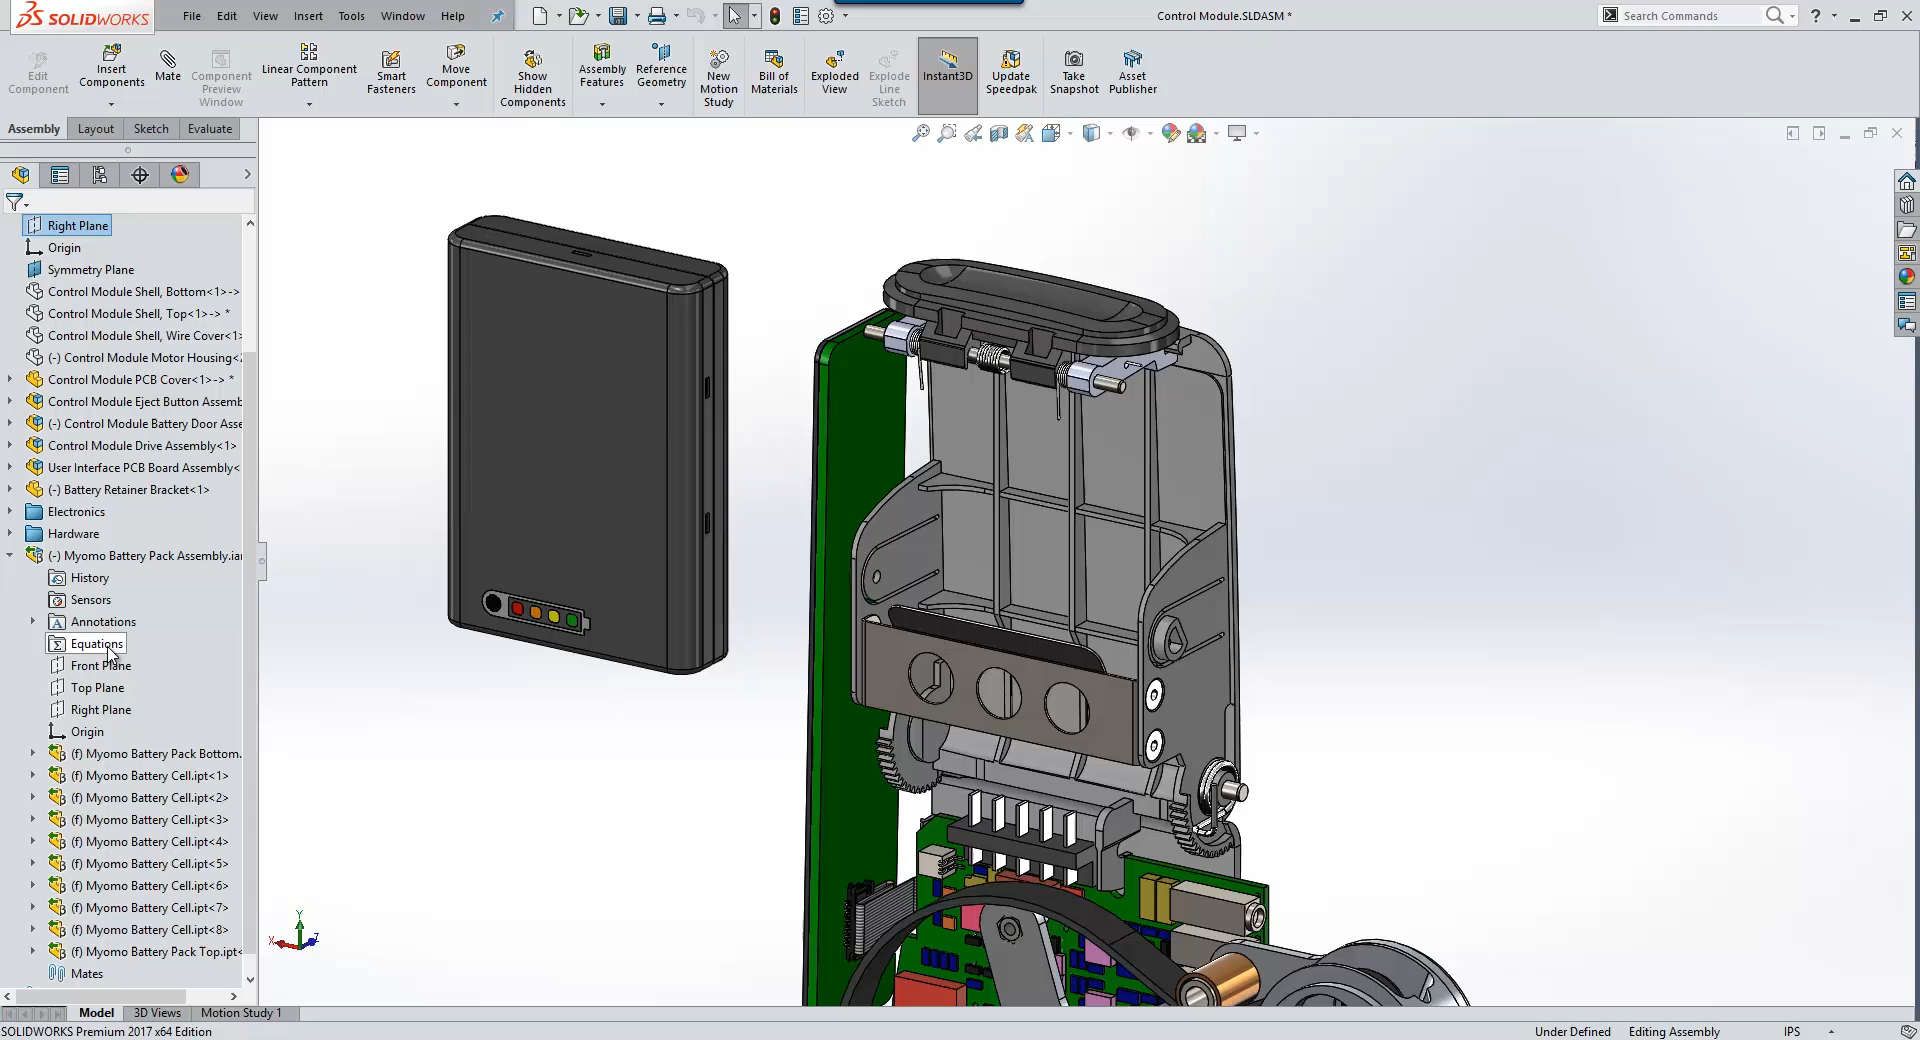 SOLIDWORKS
File Edit View Insert Tools Window Help
Control Module.SLDASM *
Search Commands
?
Edit Component
Insert Components
Mate
Component Preview Window
Linear Component Pattern
Smart Fasteners
Move Component
Show Hidden Components
Assembly Features
Reference Geometry
New Motion Study
Bill of Materials
Exploded View
Explode Line Sketch
Instant3D
Update Speedpak
Take Snapshot
Asset Publisher
Assembly Layout Sketch Evaluate
Right Plane
Origin
Symmetry Plane
Control Module Shell, Bottom<1>->
Control Module Shell, Top<1>-> *
Control Module Shell, Wire Cover<1>
(-) Control Module Motor Housing<2
Control Module PCB Cover<1>-> *
Control Module Eject Button Assemb
(-) Control Module Battery Door Asse
Control Module Drive Assembly<1>
User Interface PCB Board Assembly<
(-) Battery Retainer Bracket<1>
Electronics
Hardware
(-) Myomo Battery Pack Assembly.iar
History
Sensors
Annotations
Equations
Front Plane
Top Plane
Right Plane
Origin
(f) Myomo Battery Pack Bottom.
(f) Myomo Battery Cell.ipt<1>
(f) Myomo Battery Cell.ipt<2>
(f) Myomo Battery Cell.ipt<3>
(f) Myomo Battery Cell.ipt<4>
(f) Myomo Battery Cell.ipt<5>
(f) Myomo Battery Cell.ipt<6>
(f) Myomo Battery Cell.ipt<7>
(f) Myomo Battery Cell.ipt<8>
(f) Myomo Battery Pack Top.ipt<
Mates
Y
X Z
Model 3D Views Motion Study 1
SOLIDWORKS Premium 2017 x64 Edition
Under Defined Editing Assembly IPS